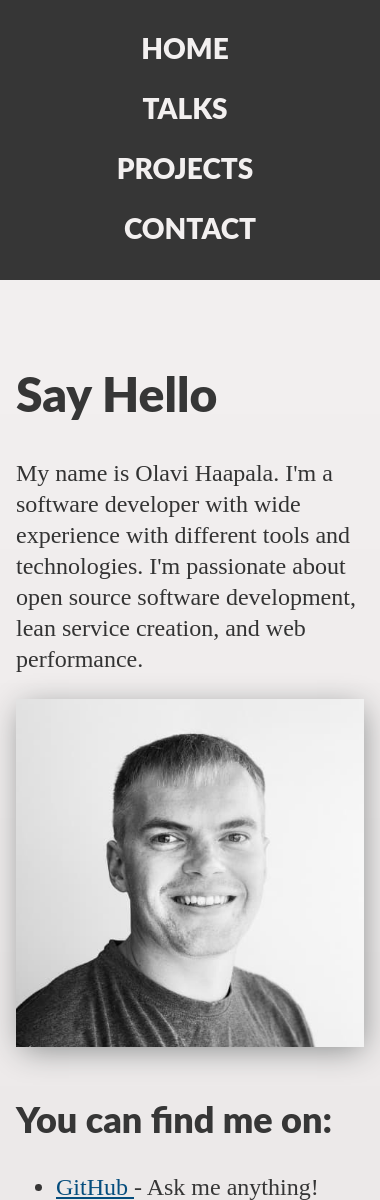 HOME
TALKS
PROJECTS
CONTACT
Say Hello
My name is Olavi Haapala. I'm a
software developer with wide
experience with different tools and
technologies. I'm passionate about
open source software development,
lean service creation, and web
performance.
You can find me on:
• GitHub - Ask me anything!